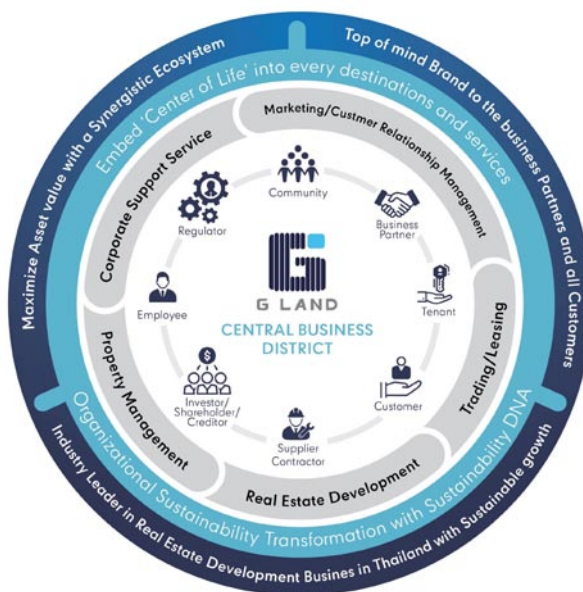 Maximize Asset value with a Synergistic Ecosystem
Top of mind Brand to the business Partners and all Customers
Industry Leader in Real Estate Development Busines in Thailand with Sustainable growth
Embed 'Center of Life' into every destinations and services
Organizational Sustainability Transformation with Sustainability DNA
Corporate Support Service
Marketing/Custmer Relationship Management
Trading/Leasing
Real Estate Development
Property Management
Community
Business
Partner
Tenant
Customer
Supplier
Contractor
Investor/
Shareholder/
Creditor
Employee
Regulator
G LAND
CENTRAL BUSINESS
DISTRICT